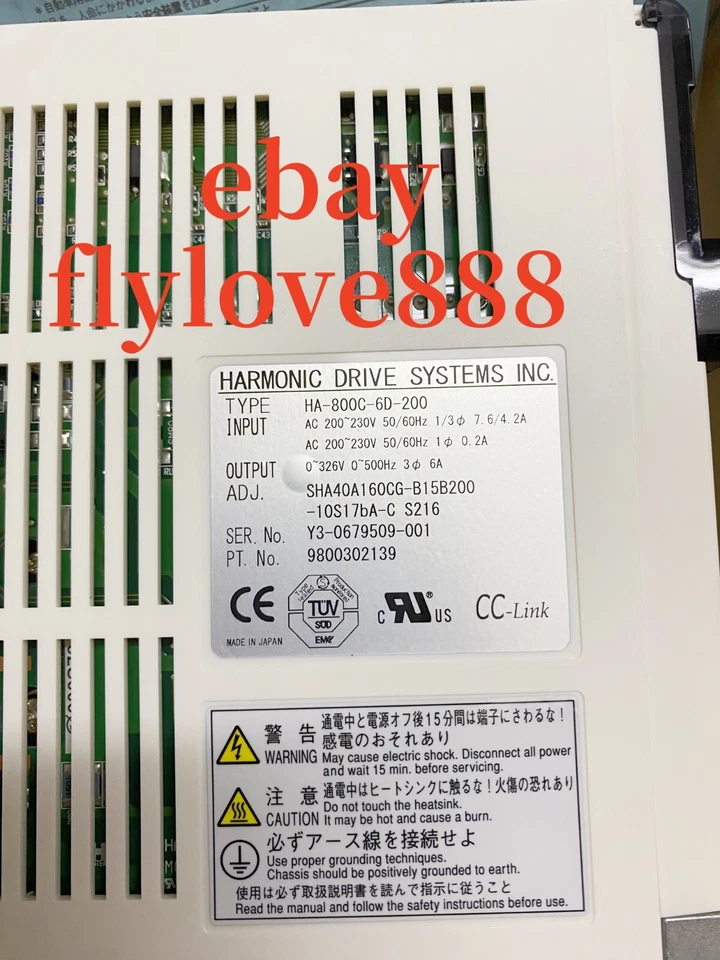 ebay
flylove888
HARMONIC DRIVE SYSTEMS INC.
TYPE HA-800C-6D-200
INPUT AC 200~230V 50/60Hz 1/3φ 7.6/4.2A
AC 200~230V 50/60Hz 1φ 0.2A
OUTPUT 0~326V 0~500Hz 3φ 6A
ADJ. SHA40A160CG-B15B200
-10S17bA-C S216
SER. No. Y3-0679509-001
PT. No. 9800302139
CE
Type tested
Production monitored
TÜV
SÜD
EMC
c RU ® US
CC-Link
MADE IN JAPAN
警告 通電中と電源オフ後15分間は端子にさわるな!
感電のおそれあり
WARNING May cause electric shock. Disconnect all power
and wait 15 min. before servicing.
注意 通電中はヒートシンクに触るな!火傷の恐れあり
Do not touch the heatsink.
CAUTION It may be hot and cause a burn.
必ずアース線を接続せよ
Use proper grounding techniques.
Chassis should be positively grounded to earth.
使用は必ず取扱説明書を読んで指示に従うこと
Read the manual and follow the safety instructions before use.